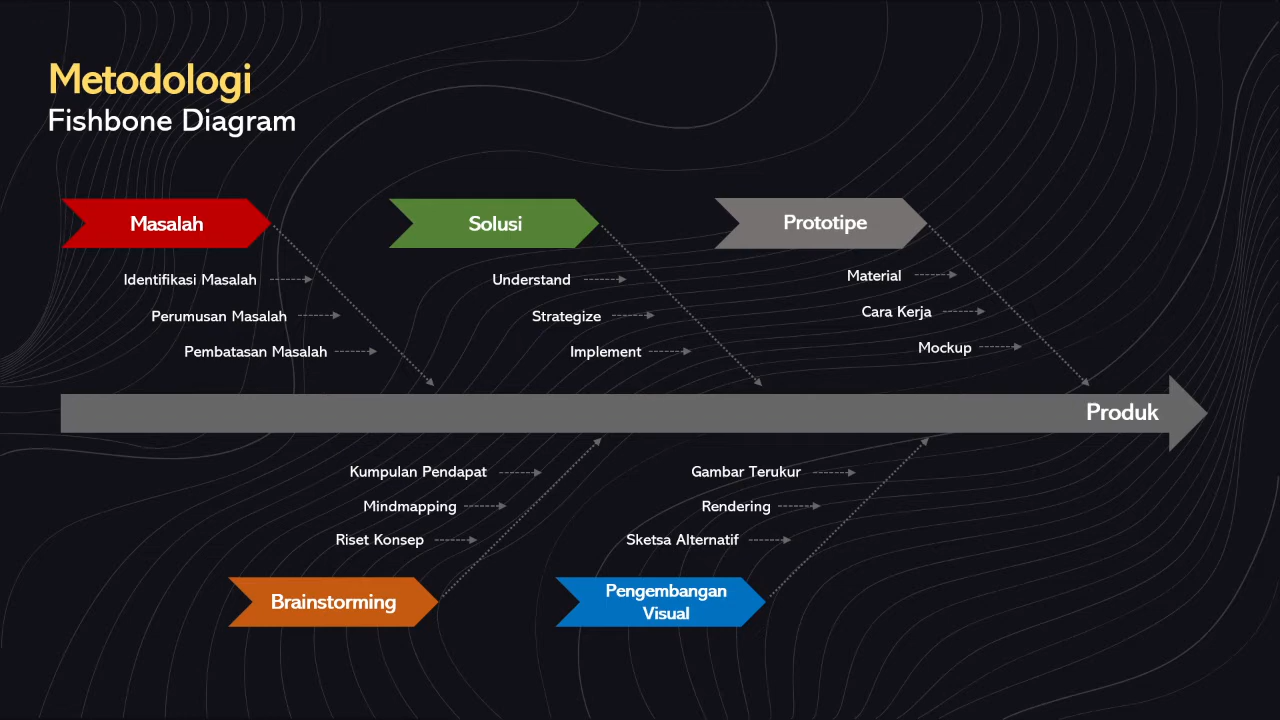 Metodologi
Fishbone Diagram
Masalah
Identifikasi Masalah
Perumusan Masalah
Pembatasan Masalah
Solusi
Understand
Strategize
Implement
Prototipe
Material
Cara Kerja
Mockup
Produk
Kumpulan Pendapat
Mindmapping
Riset Konsep
Brainstorming
Gambar Terukur
Rendering
Sketsa Alternatif
Pengembangan
Visual